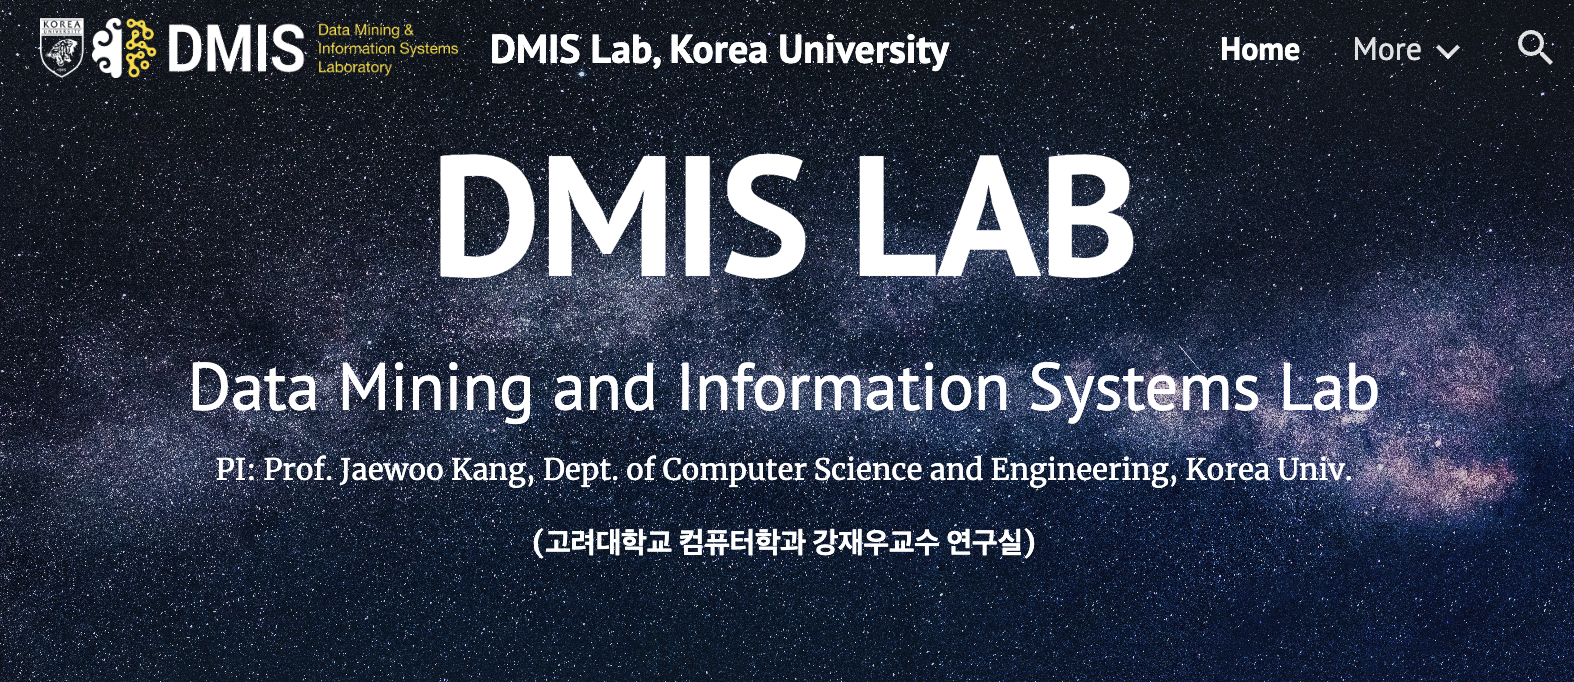 KOREA
UNIVERSITY
DMIS
Data Mining &
Information Systems
Laboratory
DMIS Lab, Korea University
Home
More
DMIS LAB
Data Mining and Information Systems Lab
PI: Prof. Jaewoo Kang, Dept. of Computer Science and Engineering, Korea Univ.
(고려대학교 컴퓨터학과 강재우교수 연구실)